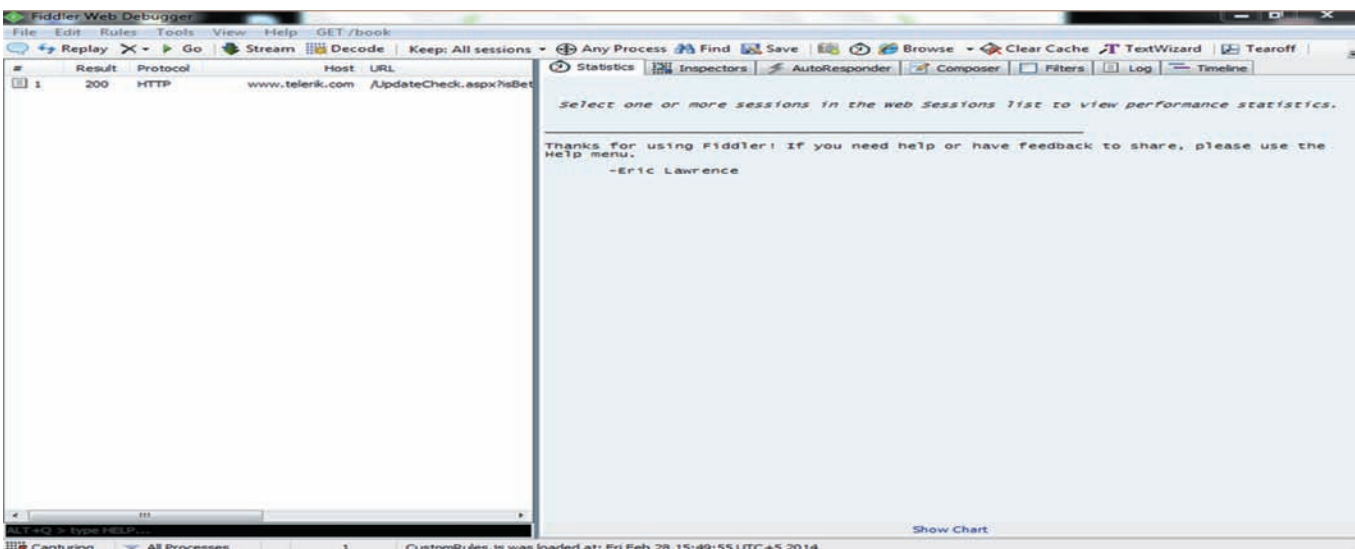 Fiddler Web Debugger
File Edit Rules Tools View Help GET /book
Replay Go Stream Decode Keep: All sessions Any Process Find Save Browse Clear Cache TextWizard Tearoff
# Result Protocol Host URL
1 200 HTTP www.telerik.com /UpdateCheck.aspx?isBet
Statistics Inspectors AutoResponder Composer Filters Log Timeline
Select one or more sessions in the Web Sessions list to view performance statistics.
Thanks for using Fiddler! If you need help or have feedback to share, please use the
Help menu.
-Eric Lawrence
Show Chart
ALT+Q > type HELP...
Capturing All Processes 1 CustomRules.js was loaded at: Fri Feb 28 15:49:55 UTC+5 2014